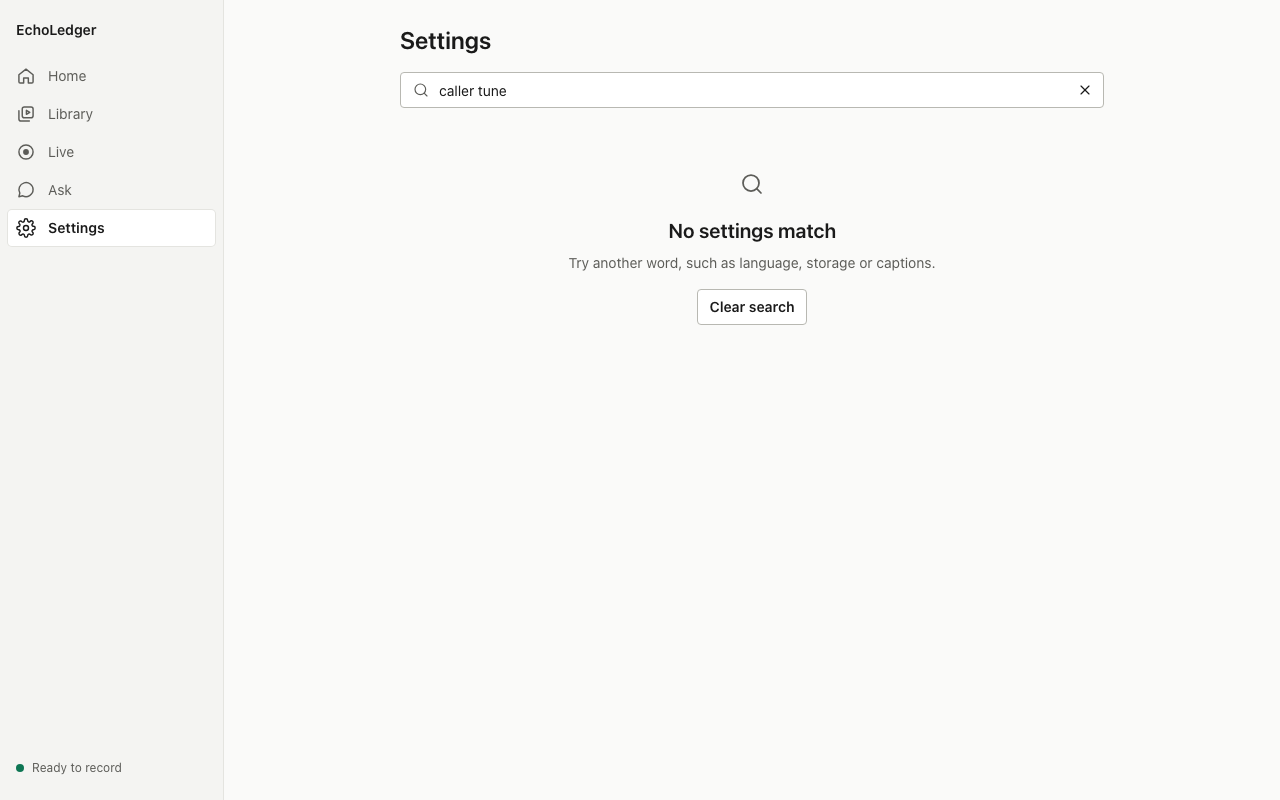 EchoLedger
Home
Library
Live
Ask
Settings
Ready to record
Settings
caller tune
No settings match
Try another word, such as language, storage or captions.
Clear search